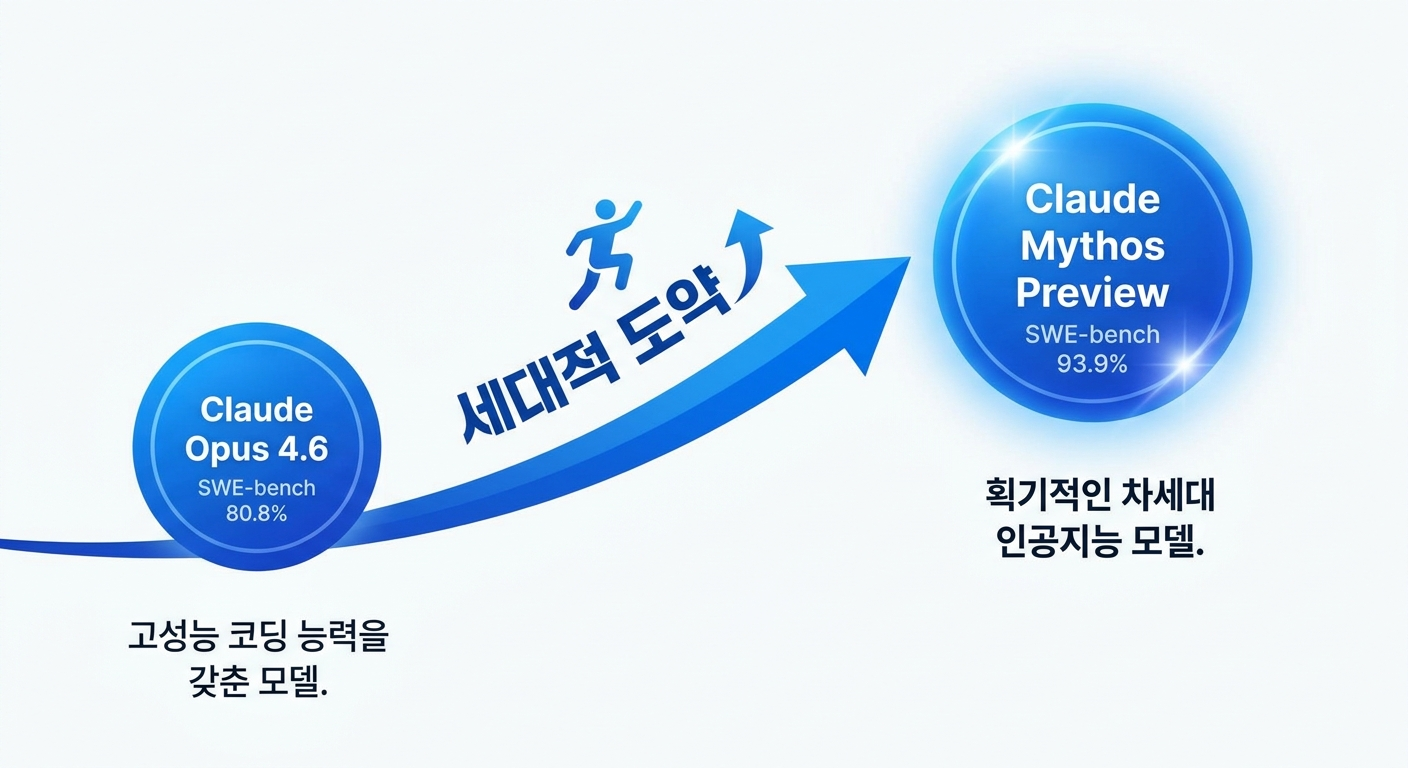 Claude
Opus 4.6
SWE-bench
80.8%
고성능 코딩 능력을
갖춘 모델.
세대적 도약
Claude
Mythos
Preview
SWE-bench
93.9%
획기적인 차세대
인공지능 모델.